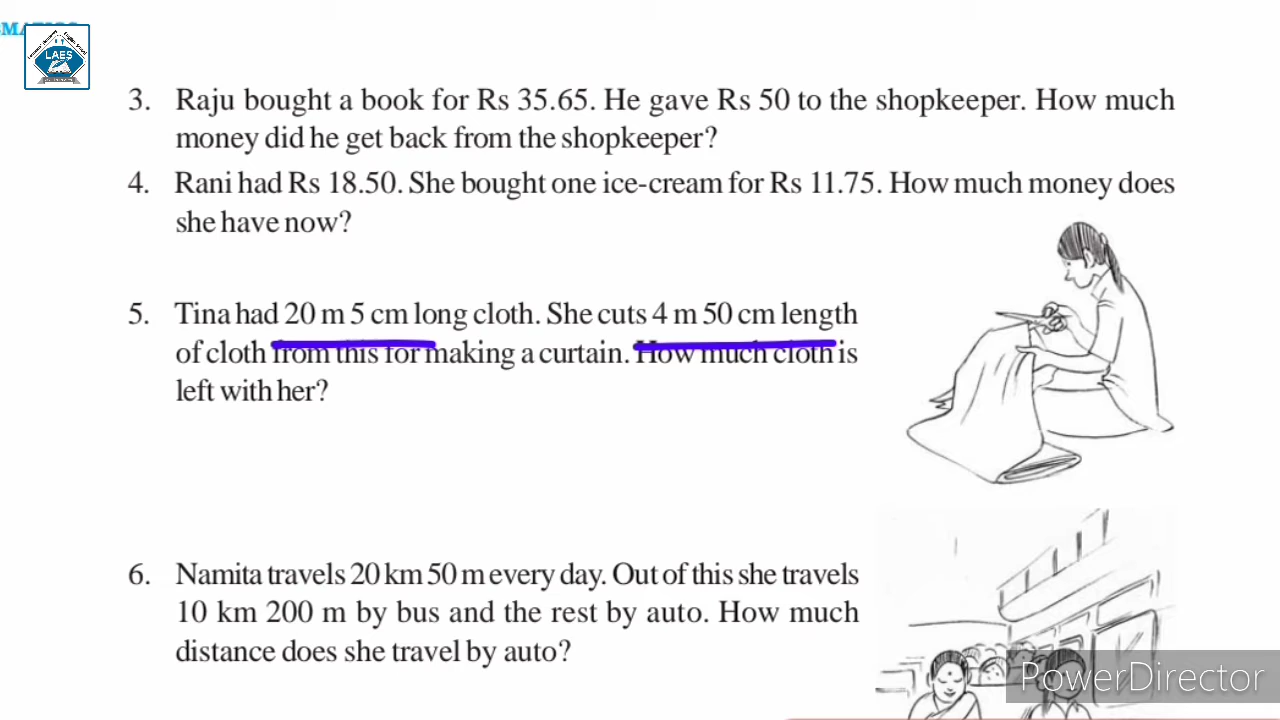 LAES
3. Raju bought a book for Rs 35.65. He gave Rs 50 to the shopkeeper. How much
money did he get back from the shopkeeper?
4. Rani had Rs 18.50. She bought one ice-cream for Rs 11.75. How much money does
she have now?
5. Tina had 20 m 5 cm long cloth. She cuts 4 m 50 cm length
of cloth from this for making a curtain. How much cloth is
left with her?
6. Namita travels 20 km 50 m every day. Out of this she travels
10 km 200 m by bus and the rest by auto. How much
distance does she travel by auto?
PowerDirector